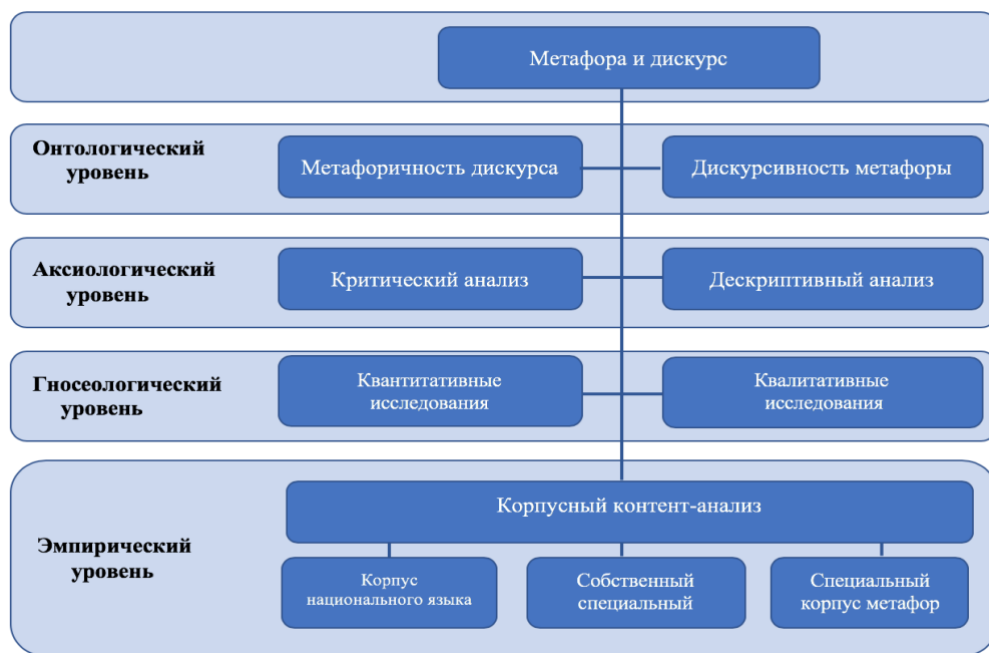 Метафора и дискурс
Онтологический
уровень
Метафоричность дискурса
Дискурсивность метафоры
Аксиологический
уровень
Критический анализ
Дескриптивный анализ
Гносеологический
уровень
Квантитативные
исследования
Квалитативные
исследования
Эмпирический
уровень
Корпусный контент-анализ
Корпус
национального языка
Собственный
специальный
Специальный
корпус метафор